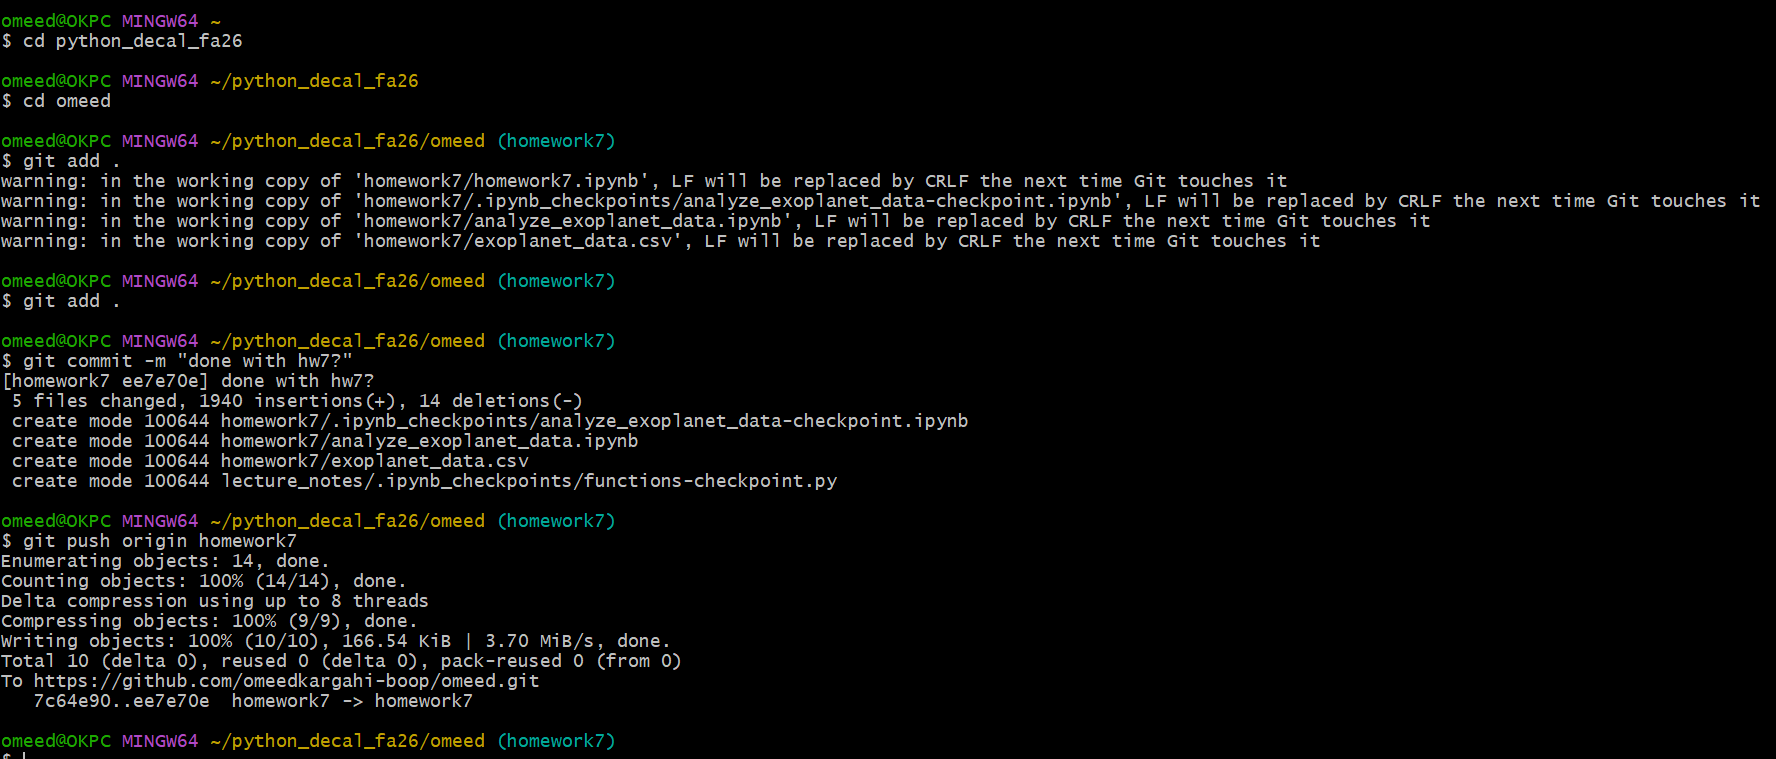 omeed@OKPC MINGW64 ~
$ cd python_decal_fa26
omeed@OKPC MINGW64 ~/python_decal_fa26
$ cd omeed
omeed@OKPC MINGW64 ~/python_decal_fa26/omeed (homework7)
$ git add .
warning: in the working copy of 'homework7/homework7.ipynb', LF will be replaced by CRLF the next time Git touches it
warning: in the working copy of 'homework7/.ipynb_checkpoints/analyze_exoplanet_data-checkpoint.ipynb', LF will be replaced by CRLF the next time Git touches it
warning: in the working copy of 'homework7/analyze_exoplanet_data.ipynb', LF will be replaced by CRLF the next time Git touches it
warning: in the working copy of 'homework7/exoplanet_data.csv', LF will be replaced by CRLF the next time Git touches it
omeed@OKPC MINGW64 ~/python_decal_fa26/omeed (homework7)
$ git add .
omeed@OKPC MINGW64 ~/python_decal_fa26/omeed (homework7)
$ git commit -m "done with hw7?"
[homework7 ee7e70e] done with hw7?
 5 files changed, 1940 insertions(+), 14 deletions(-)
 create mode 100644 homework7/.ipynb_checkpoints/analyze_exoplanet_data-checkpoint.ipynb
 create mode 100644 homework7/analyze_exoplanet_data.ipynb
 create mode 100644 homework7/exoplanet_data.csv
 create mode 100644 lecture_notes/.ipynb_checkpoints/functions-checkpoint.py
omeed@OKPC MINGW64 ~/python_decal_fa26/omeed (homework7)
$ git push origin homework7
Enumerating objects: 14, done.
Counting objects: 100% (14/14), done.
Delta compression using up to 8 threads
Compressing objects: 100% (9/9), done.
Writing objects: 100% (10/10), 166.54 KiB | 3.70 MiB/s, done.
Total 10 (delta 0), reused 0 (delta 0), pack-reused 0 (from 0)
To https://github.com/omeedkargahi-boop/omeed.git
   7c64e90..ee7e70e  homework7 -> homework7
omeed@OKPC MINGW64 ~/python_decal_fa26/omeed (homework7)
$